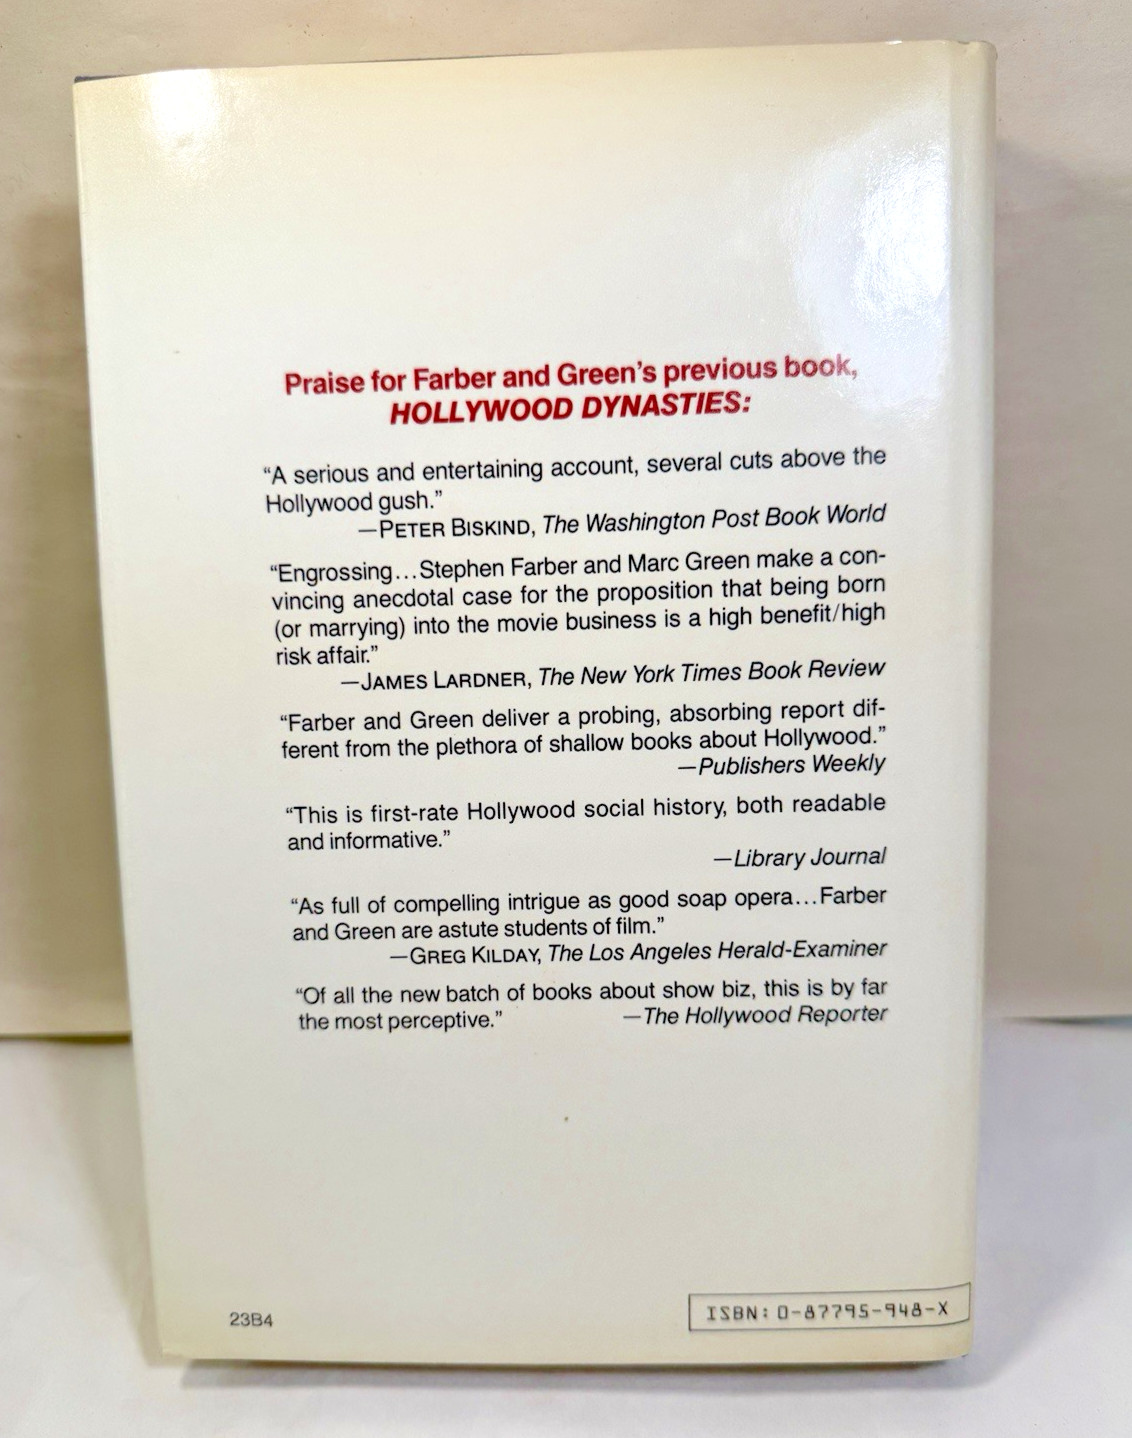 Praise for Farber and Green's previous book,
HOLLYWOOD DYNASTIES:
“A serious and entertaining account, several cuts above the
Hollywood gush.”
—PETER BISKIND, The Washington Post Book World
“Engrossing...Stephen Farber and Marc Green make a con-
vincing anecdotal case for the proposition that being born
(or marrying) into the movie business is a high benefit/high
risk affair.”
—JAMES LARDNER, The New York Times Book Review
“Farber and Green deliver a probing, absorbing report dif-
ferent from the plethora of shallow books about Hollywood.”
—Publishers Weekly
“This is first-rate Hollywood social history, both readable
and informative.”
—Library Journal
“As full of compelling intrigue as good soap opera...Farber
and Green are astute students of film.”
—GREG KILDAY, The Los Angeles Herald-Examiner
“Of all the new batch of books about show biz, this is by far
the most perceptive.” —The Hollywood Reporter
23B4
ISBN: 0-87795-948-X